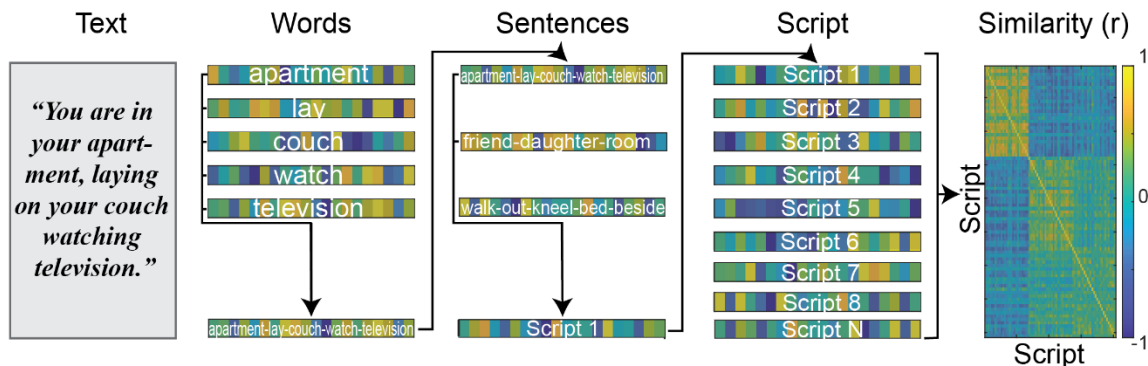 Text
Words
Sentences
Script
Similarity (r)
“You are in
your apart-
ment, laying
on your couch
watching
television.”
apartment
lay
couch
watch
television
apartment-lay-couch-watch-television
apartment-lay-couch-watch-television
friend-daughter-room
walk-out-kneel-bed-beside
Script 1
Script 1
Script 2
Script 3
Script 4
Script 5
Script 6
Script 7
Script 8
Script N
Script
Script
1
0
-1